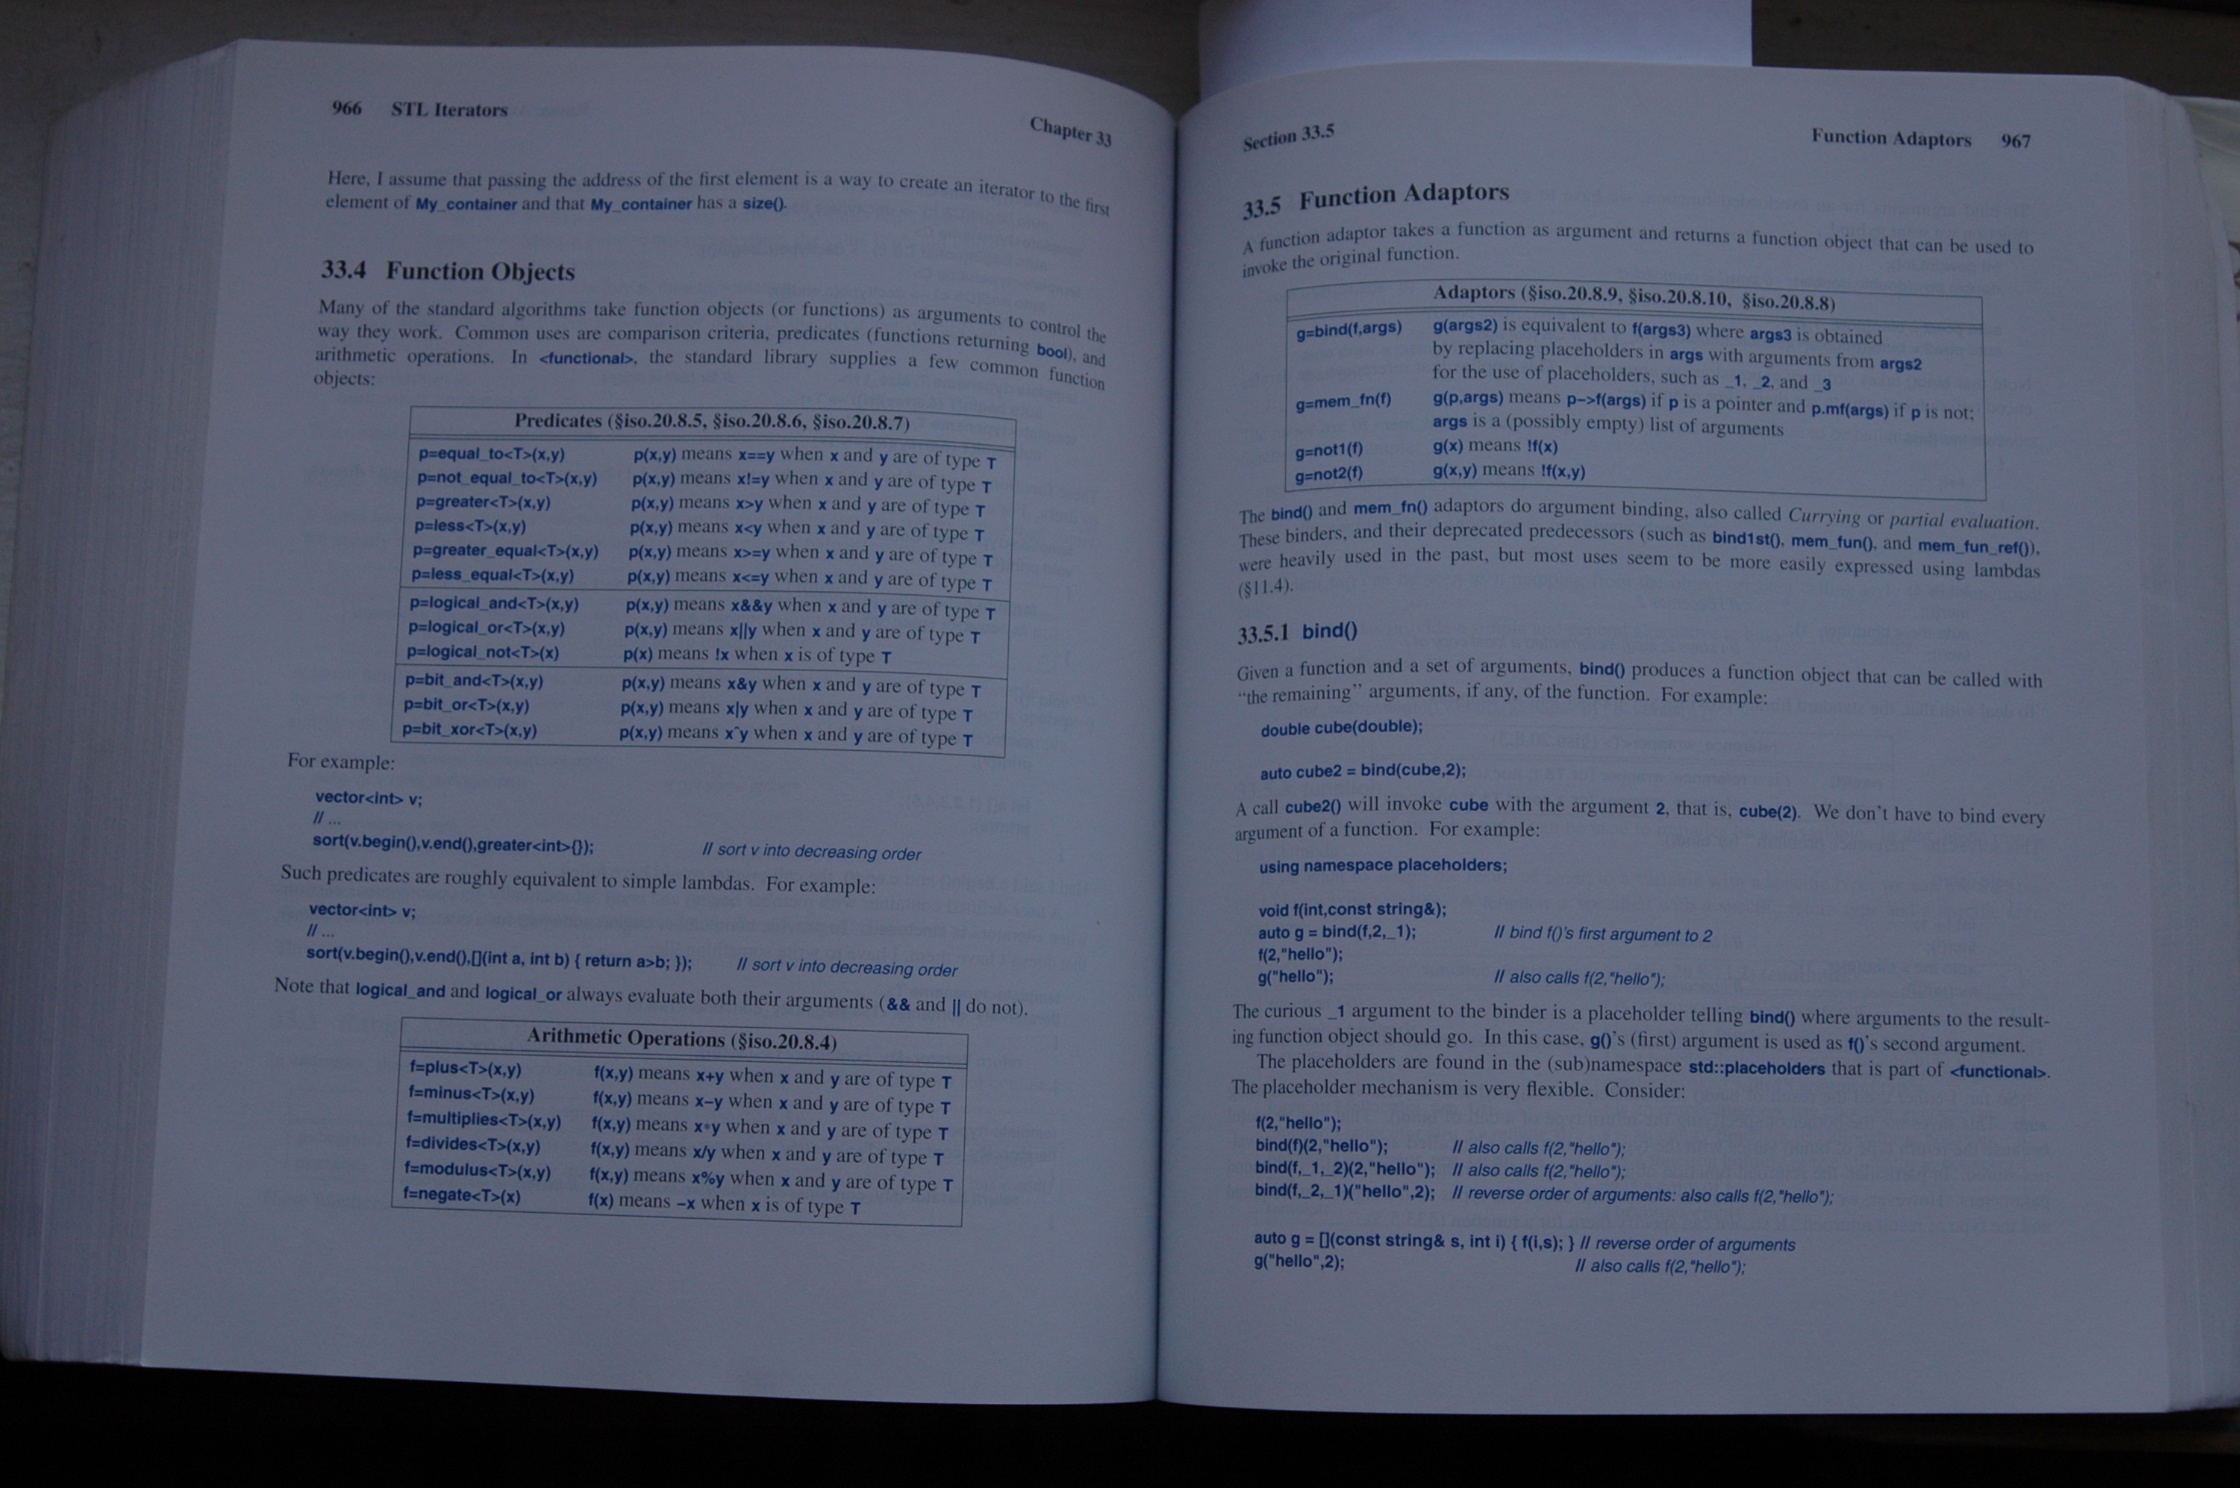 966 STL Iterators Chapter 33
Here, I assume that passing the address of the first element is a way to create an iterator to the first
element of My_container and that My_container has a size().
33.4 Function Objects
Many of the standard algorithms take function objects (or functions) as arguments to control the
way they work. Common uses are comparison criteria, predicates (functions returning bool), and
arithmetic operations. In <functional>, the standard library supplies a few common function
objects:
Predicates (§iso.20.8.5, §iso.20.8.6, §iso.20.8.7)
p=equal_to<T>(x,y) p(x,y) means x==y when x and y are of type T
p=not_equal_to<T>(x,y) p(x,y) means x!=y when x and y are of type T
p=greater<T>(x,y) p(x,y) means x>y when x and y are of type T
p=less<T>(x,y) p(x,y) means x<y when x and y are of type T
p=greater_equal<T>(x,y) p(x,y) means x>=y when x and y are of type T
p=less_equal<T>(x,y) p(x,y) means x<=y when x and y are of type T
p=logical_and<T>(x,y) p(x,y) means x&&y when x and y are of type T
p=logical_or<T>(x,y) p(x,y) means x||y when x and y are of type T
p=logical_not<T>(x) p(x) means !x when x is of type T
p=bit_and<T>(x,y) p(x,y) means x&y when x and y are of type T
p=bit_or<T>(x,y) p(x,y) means x|y when x and y are of type T
p=bit_xor<T>(x,y) p(x,y) means x^y when x and y are of type T
For example:
vector<int> v;
// ...
sort(v.begin(),v.end(),greater<int>{}); // sort v into decreasing order
Such predicates are roughly equivalent to simple lambdas. For example:
vector<int> v;
// ...
sort(v.begin(),v.end(),[](int a, int b) { return a>b; }); // sort v into decreasing order
Note that logical_and and logical_or always evaluate both their arguments (&& and || do not).
Arithmetic Operations (§iso.20.8.4)
f=plus<T>(x,y) f(x,y) means x+y when x and y are of type T
f=minus<T>(x,y) f(x,y) means x−y when x and y are of type T
f=multiplies<T>(x,y) f(x,y) means x*y when x and y are of type T
f=divides<T>(x,y) f(x,y) means x/y when x and y are of type T
f=modulus<T>(x,y) f(x,y) means x%y when x and y are of type T
f=negate<T>(x) f(x) means −x when x is of type T
Section 33.5 Function Adaptors 967
33.5 Function Adaptors
A function adaptor takes a function as argument and returns a function object that can be used to
invoke the original function.
Adaptors (§iso.20.8.9, §iso.20.8.10, §iso.20.8.8)
g=bind(f,args) g(args2) is equivalent to f(args3) where args3 is obtained
by replacing placeholders in args with arguments from args2
for the use of placeholders, such as _1, _2, and _3
g=mem_fn(f) g(p,args) means p−>f(args) if p is a pointer and p.mf(args) if p is not;
args is a (possibly empty) list of arguments
g=not1(f) g(x) means !f(x)
g=not2(f) g(x,y) means !f(x,y)
The bind() and mem_fn() adaptors do argument binding, also called Currying or partial evaluation.
These binders, and their deprecated predecessors (such as bind1st(), mem_fun(), and mem_fun_ref()),
were heavily used in the past, but most uses seem to be more easily expressed using lambdas
(§11.4).
33.5.1 bind()
Given a function and a set of arguments, bind() produces a function object that can be called with
“the remaining” arguments, if any, of the function. For example:
double cube(double);
auto cube2 = bind(cube,2);
A call cube2() will invoke cube with the argument 2, that is, cube(2). We don't have to bind every
argument of a function. For example:
using namespace placeholders;
void f(int,const string&);
auto g = bind(f,2,_1); // bind f()'s first argument to 2
f(2,"hello");
g("hello"); // also calls f(2,"hello");
The curious _1 argument to the binder is a placeholder telling bind() where arguments to the result-
ing function object should go. In this case, g()'s (first) argument is used as f()'s second argument.
The placeholders are found in the (sub)namespace std::placeholders that is part of <functional>.
The placeholder mechanism is very flexible. Consider:
f(2,"hello");
bind(f)(2,"hello"); // also calls f(2,"hello");
bind(f,_1,_2)(2,"hello"); // also calls f(2,"hello");
bind(f,_2,_1)("hello",2); // reverse order of arguments: also calls f(2,"hello");
auto g = [](const string& s, int i) { f(i,s); } // reverse order of arguments
g("hello",2); // also calls f(2,"hello");